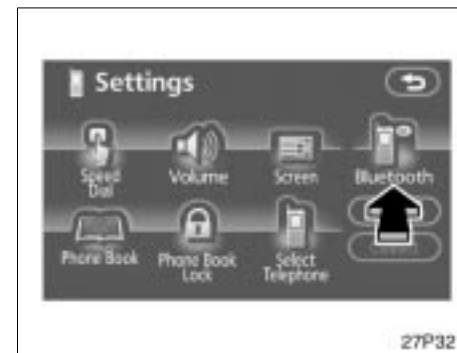 Settings
Speed
Dial
Volume
Screen
Bluetooth
Phone Book
Phone Book
Lock
Select
Telephone
27P32